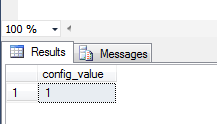 100 %
Results Messages
config_value
1 1